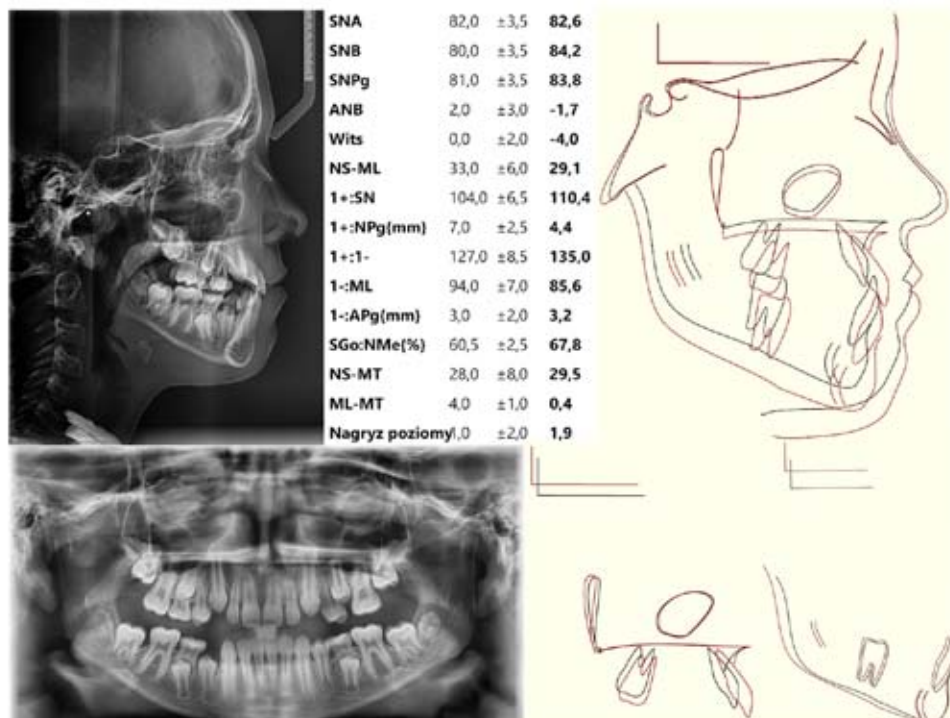 SNA 82,0 ±3,5 82,6
SNB 80,0 ±3,5 84,2
SNPg 81,0 ±3,5 83,8
ANB 2,0 ±3,0 -1,7
Wits 0,0 ±2,0 -4,0
NS-ML 33,0 ±6,0 29,1
1+:SN 104,0 ±6,5 110,4
1+:NPg(mm) 7,0 ±2,5 4,4
1+:1- 127,0 ±8,5 135,0
1-:ML 94,0 ±7,0 85,6
1-:APg(mm) 3,0 ±2,0 3,2
SGo:NMe(%) 60,5 ±2,5 67,8
NS-MT 28,0 ±8,0 29,5
ML-MT 4,0 ±1,0 0,4
Nagryz poziomy 1,0 ±2,0 1,9